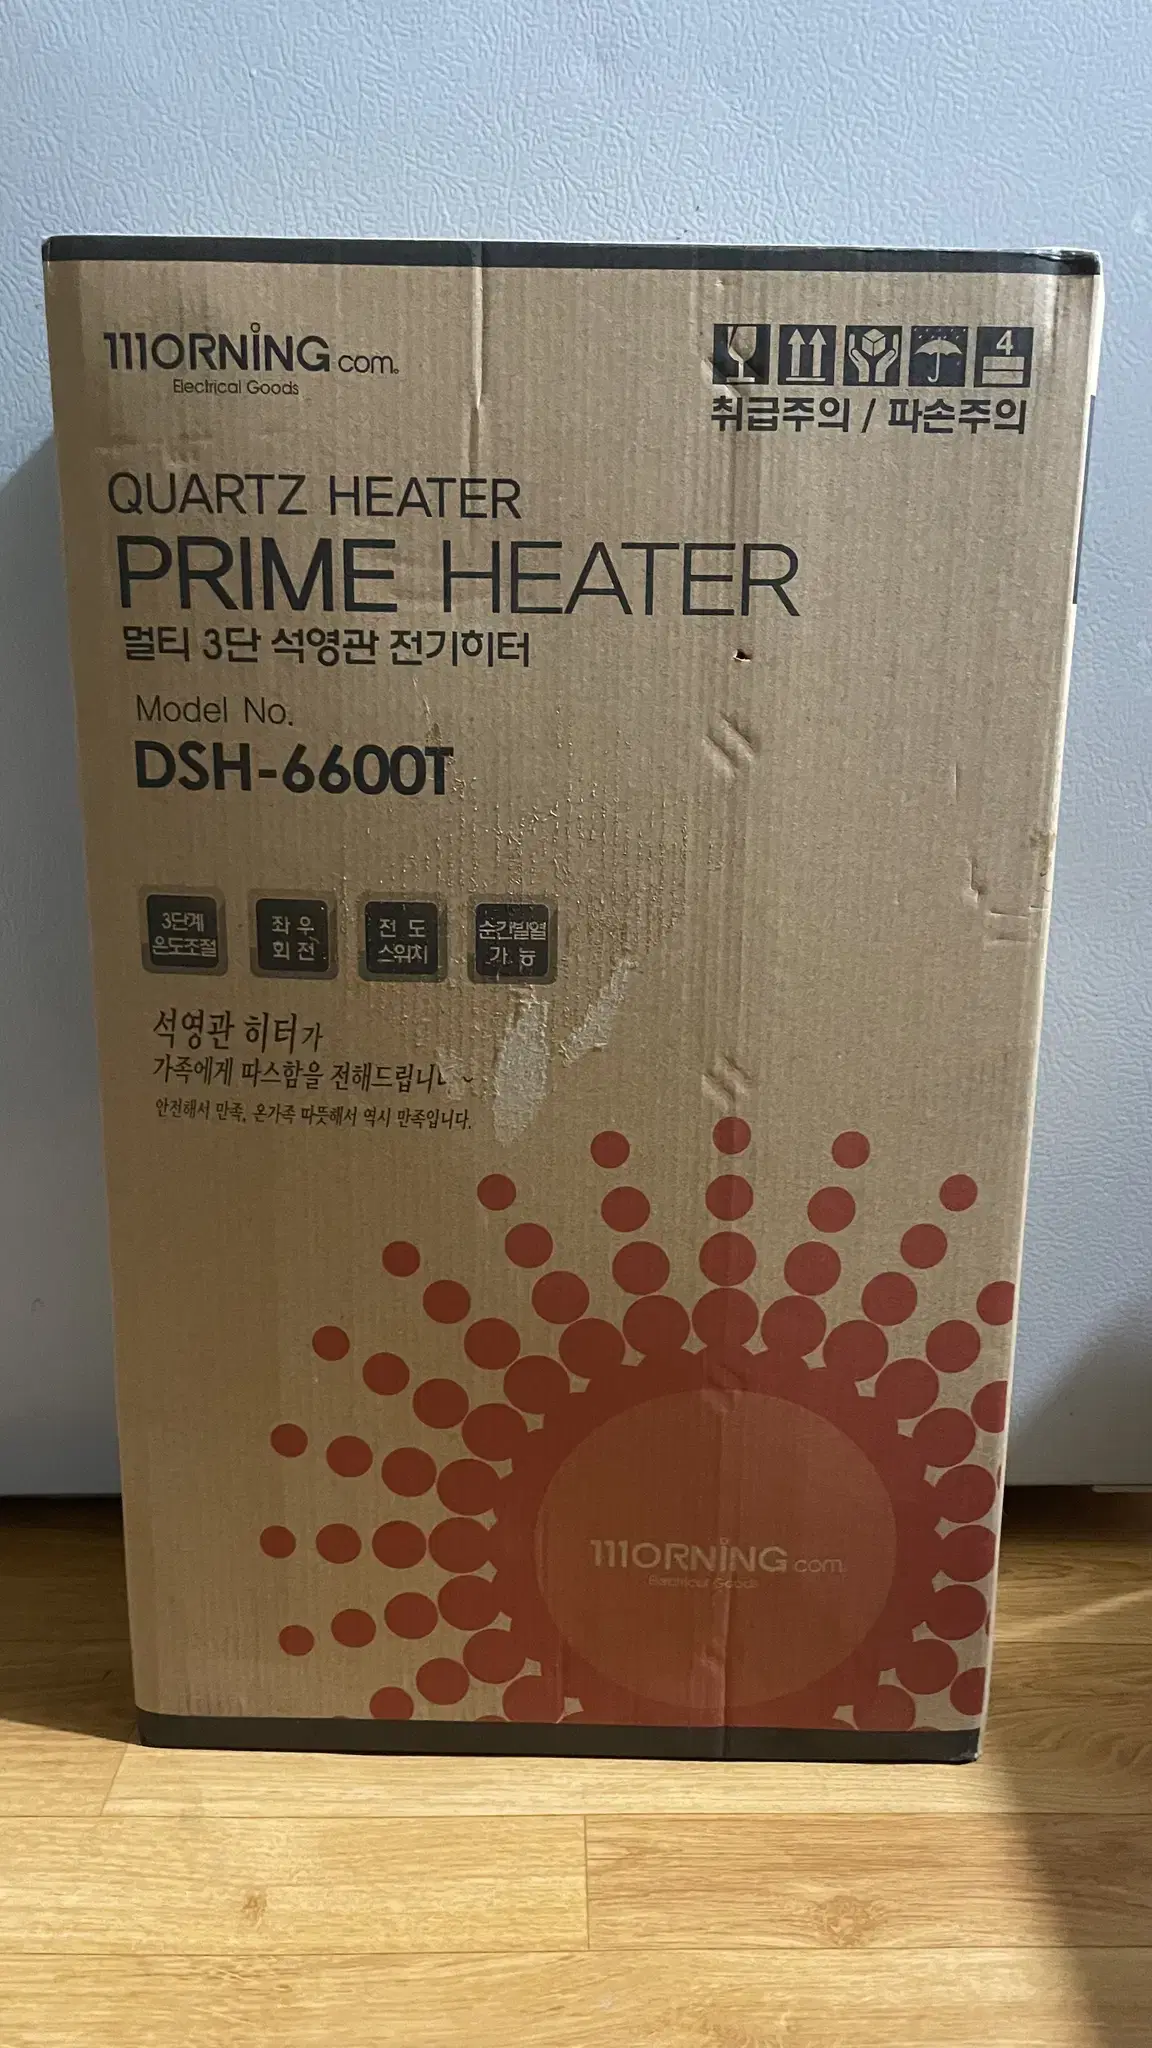 111ORNING.com.
Electrical Goods
4
취급주의 / 파손주의
QUARTZ HEATER
PRIME HEATER
멀티 3단 석영관 전기히터
Model No.
DSH-6600T
3단계
온도조절
좌 우
회 전
전 도
스위치
순간발열
가 능
석영관 히터가
가족에게 따스함을 전해드립니다~
안전해서 만족, 온가족 따뜻해서 역시 만족입니다.
111ORNING.com
Electrical Goods